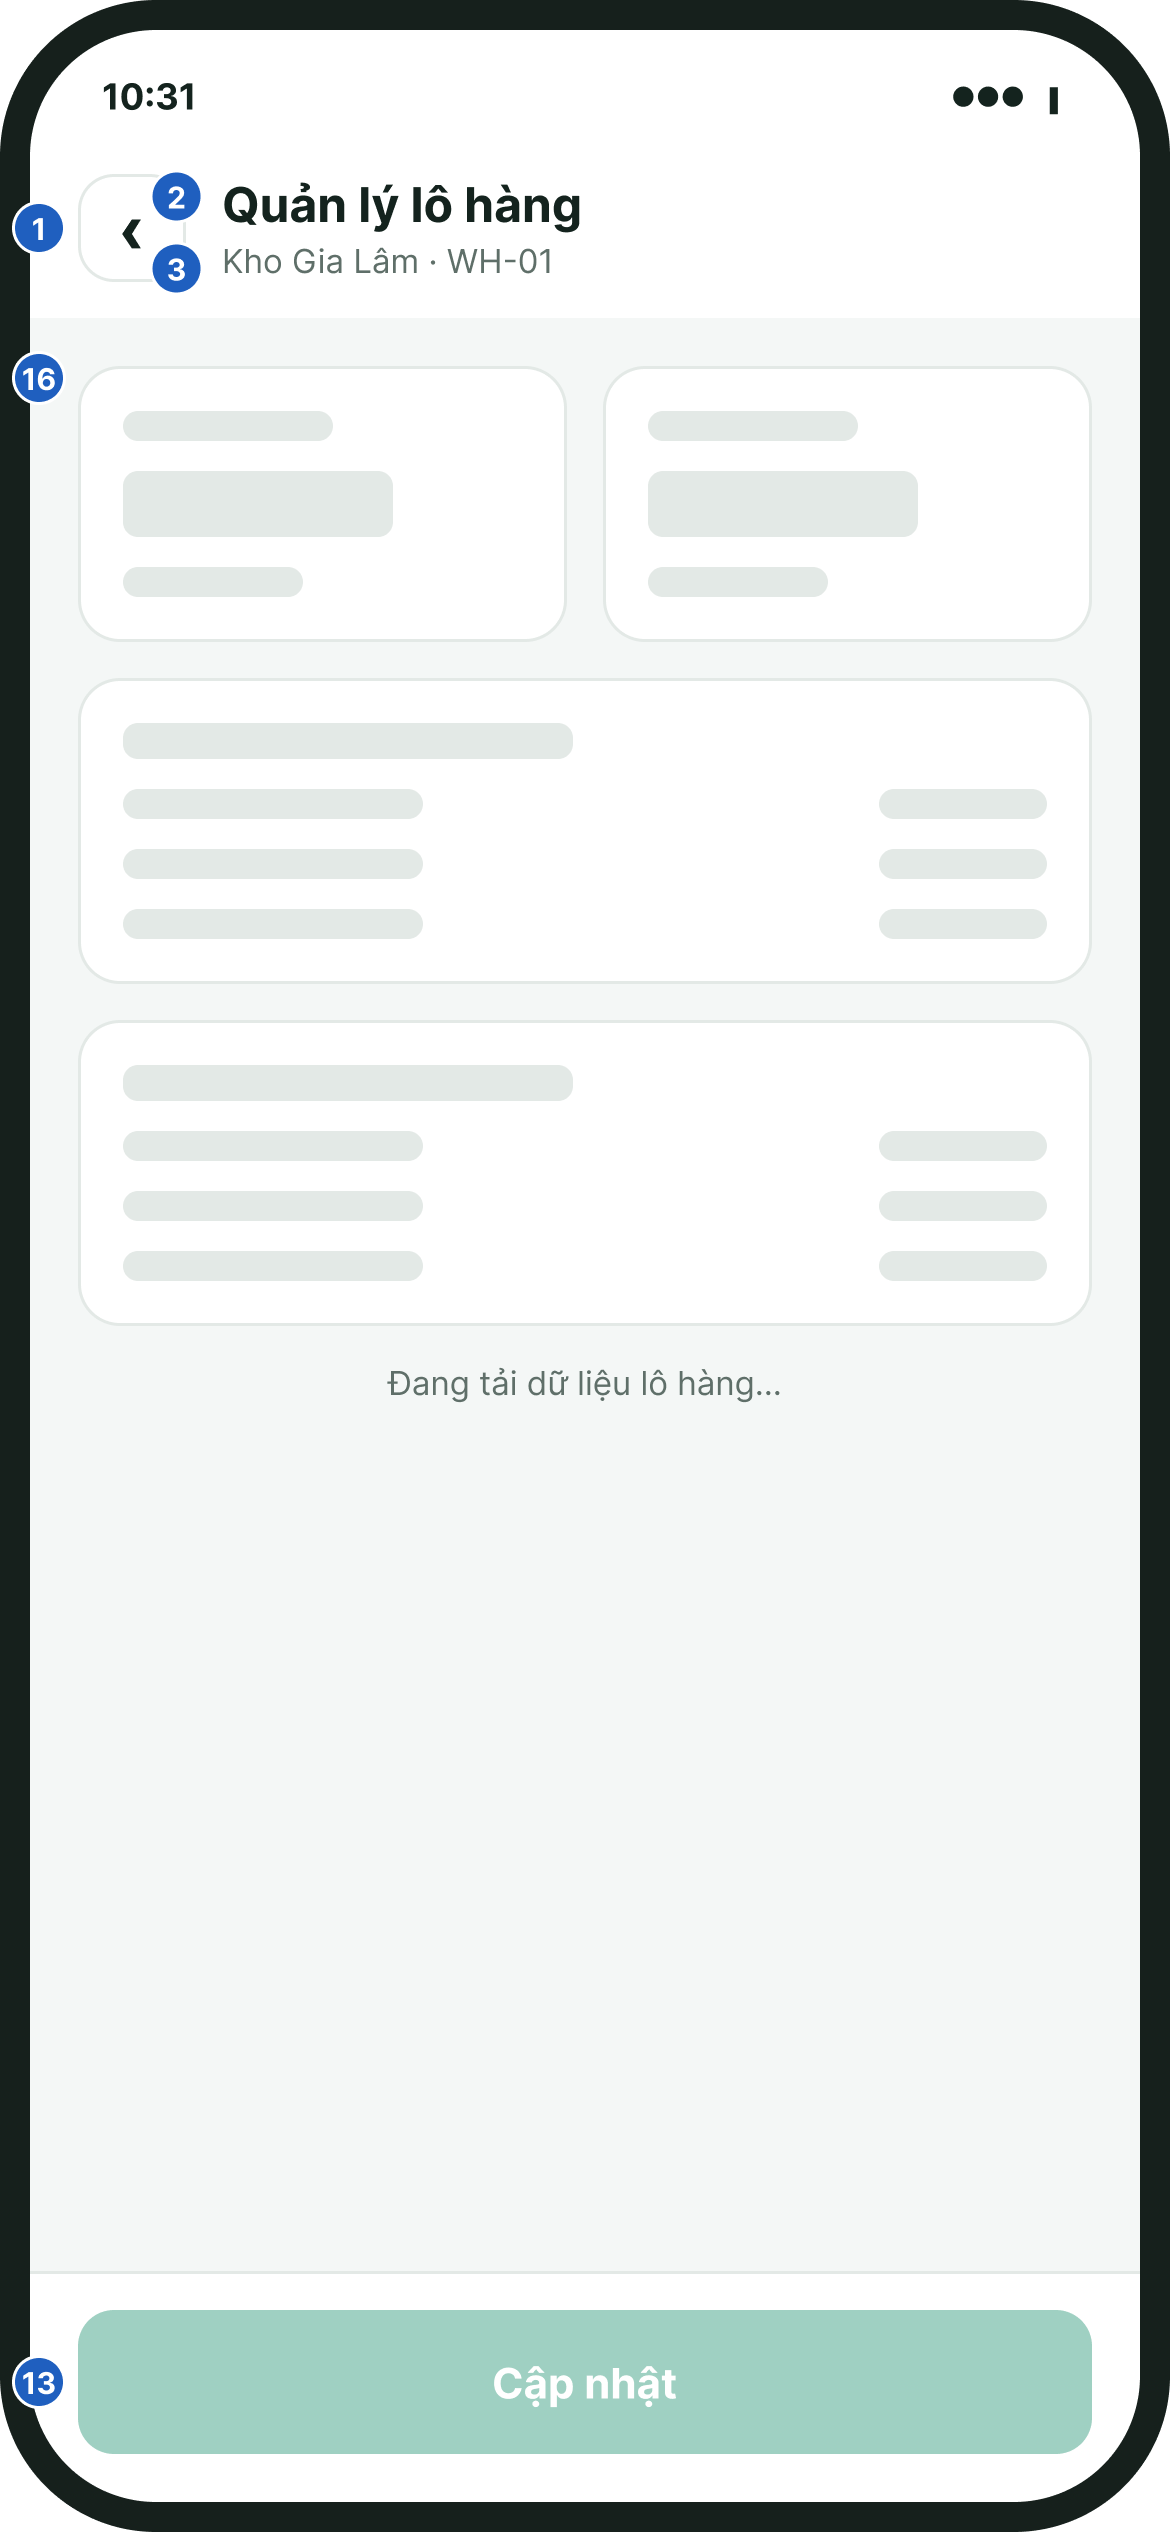 10:31
1
2
Quản lý lô hàng
3
Kho Gia Lâm · WH-01
16
Đang tải dữ liệu lô hàng...
13
Cập nhật